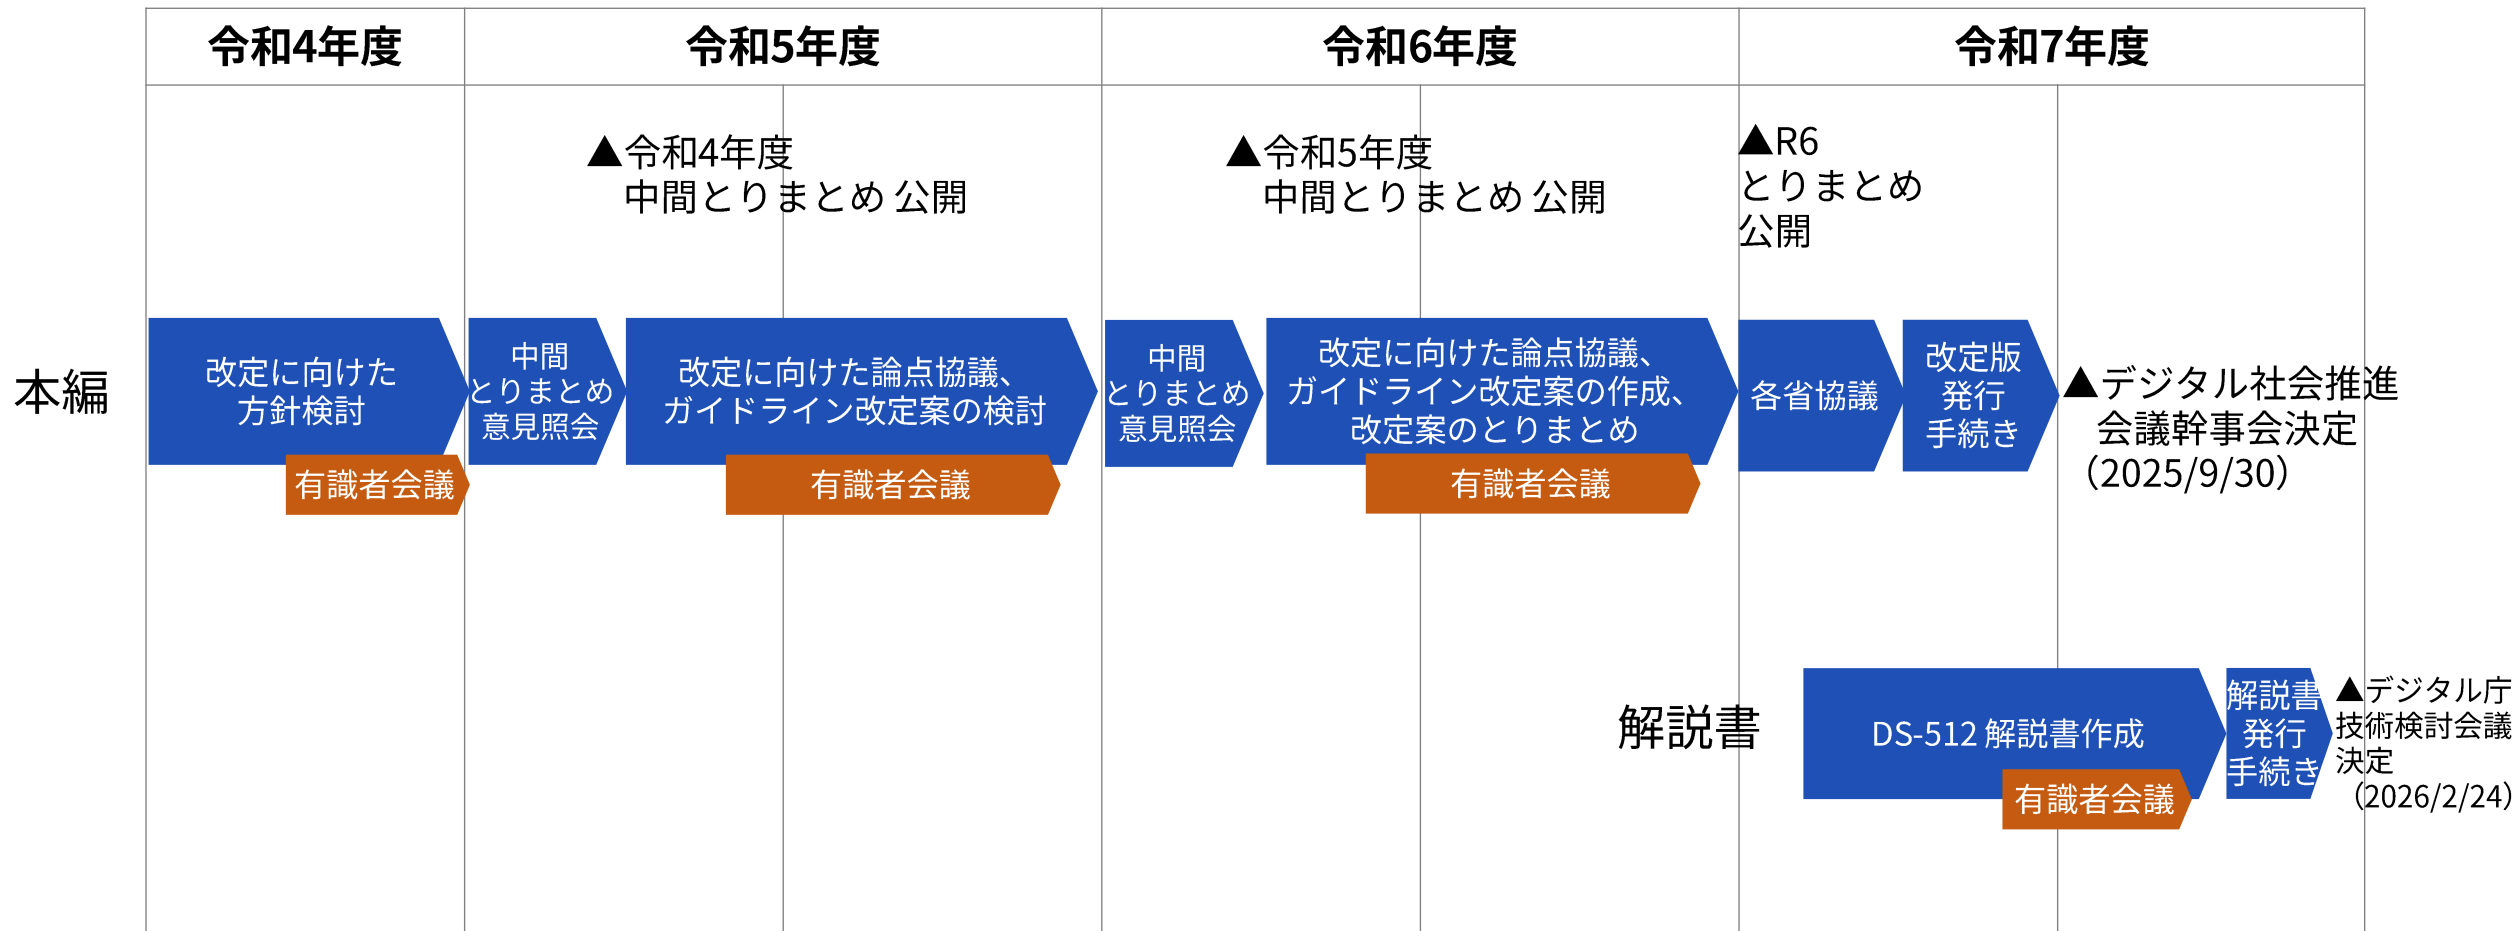 令和4年度
令和5年度
令和6年度
令和7年度
▲令和4年度
中間とりまとめ 公開
▲令和5年度
中間とりまとめ 公開
▲R6
とりまとめ
公開
本編
改定に向けた
方針検討
有識者会議
中間
とりまとめ
意見照会
改定に向けた論点協議、
ガイドライン改定案の検討
有識者会議
中間
とりまとめ
意見照会
改定に向けた論点協議、
ガイドライン改定案の作成、
改定案のとりまとめ
有識者会議
各省協議
改定版
発行
手続き
▲デジタル社会推進
会議幹事会決定
（2025/9/30）
解説書
DS-512 解説書作成
有識者会議
解説書
発行
手続き
▲デジタル庁
技術検討会議
決定
（2026/2/24）